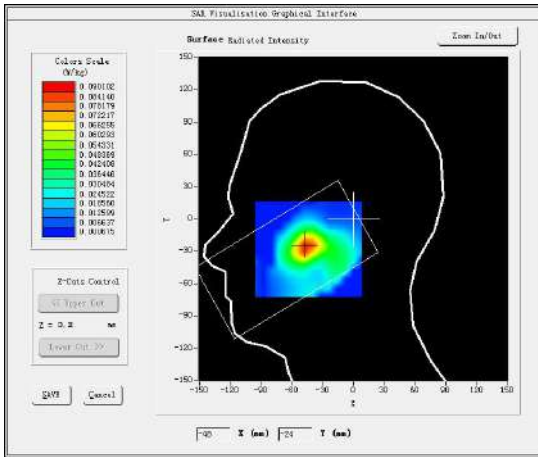 SAR Visualisation Graphical Interface
Surface Radiated Intensity
Zoom In/Out
Colors Scale
(W/kg)
0.090102
0.084140
0.078179
0.072217
0.066255
0.060293
0.054331
0.048369
0.042408
0.036446
0.030484
0.024522
0.018560
0.012599
0.006637
0.000675
Z-Cuts Control
<< Upper Cut
Z = 0.2 mm
Lower Cut >>
SAVE
Cancel
150
120
90
60
30
0
-30
-60
-90
-120
-150
Y
-150 -120 -90 -60 -30 0 30 60 90 120 150
X
-48 X (mm) -24 Y (mm)